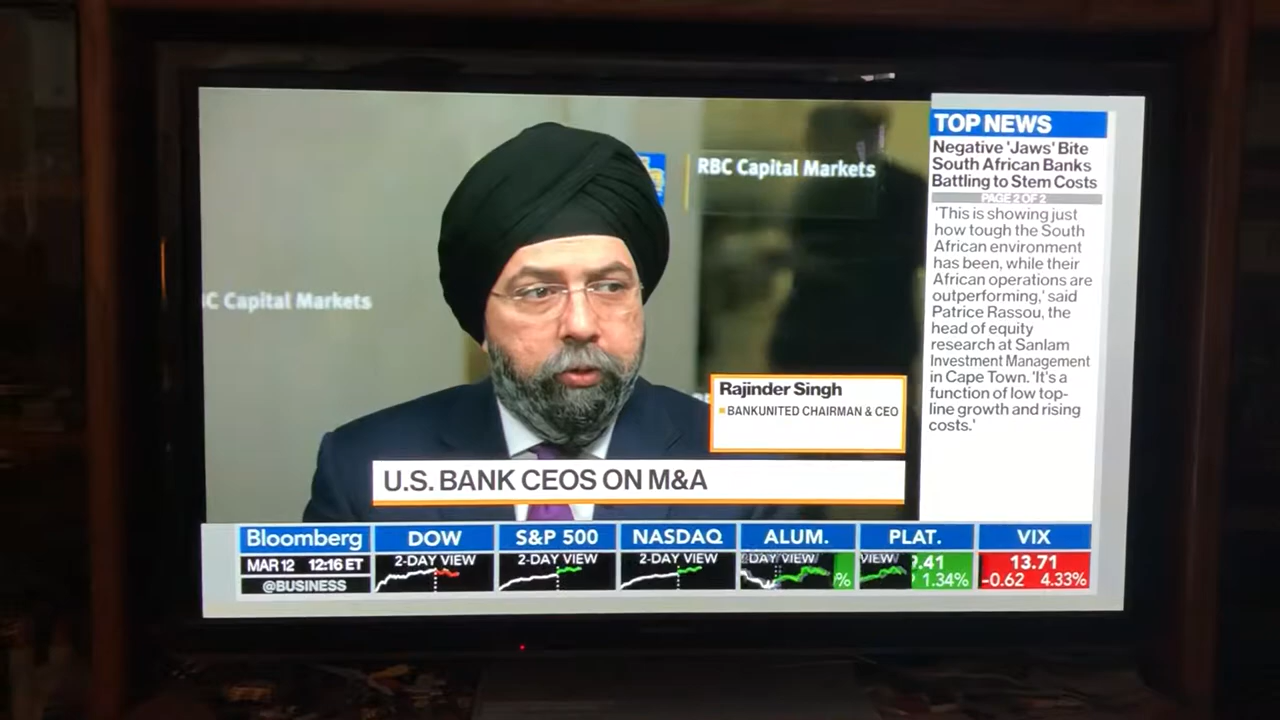 RBC Capital Markets
C Capital Markets
Rajinder Singh
BANKUNITED CHAIRMAN & CEO
U.S. BANK CEOS ON M&A
TOP NEWS
Negative 'Jaws' Bite
South African Banks
Battling to Stem Costs
PAGE 2 OF 2
'This is showing just
how tough the South
African environment
has been, while their
African operations are
outperforming,' said
Patrice Rassou, the
head of equity
research at Sanlam
Investment Management
in Cape Town. 'It's a
function of low top-
line growth and rising
costs.'
Bloomberg DOW S&P 500 NASDAQ ALUM. PLAT. VIX
MAR 12 12:16 ET 2-DAY VIEW 2-DAY VIEW 2-DAY VIEW DAY VIEW VIEW .41 13.71
@BUSINESS % 1.34% -0.62 4.33%